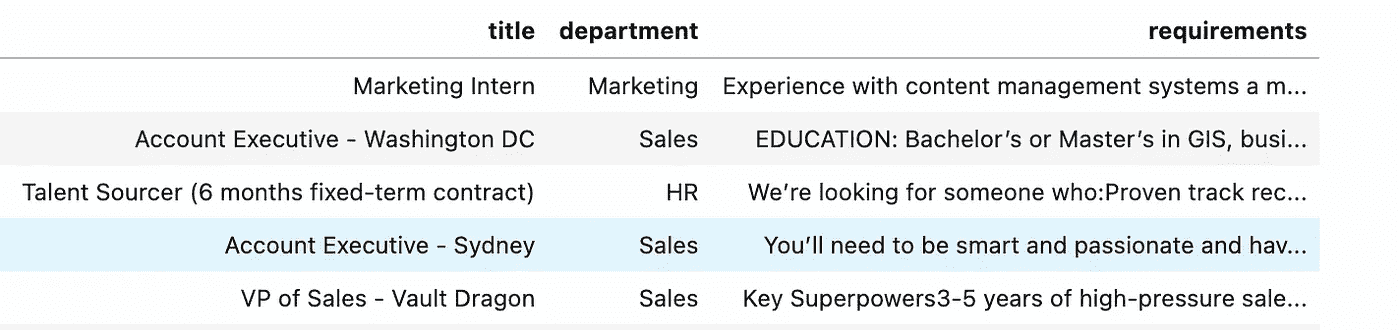 title department requirements
Marketing Intern Marketing Experience with content management systems a m...
Account Executive - Washington DC Sales EDUCATION: Bachelor’s or Master’s in GIS, busi...
Talent Sourcer (6 months fixed-term contract) HR We’re looking for someone who:Proven track rec...
Account Executive - Sydney Sales You’ll need to be smart and passionate and hav...
VP of Sales - Vault Dragon Sales Key Superpowers3-5 years of high-pressure sale...